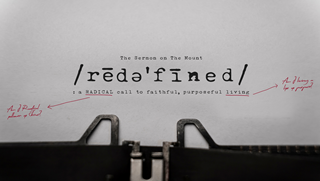 The Sermon on The Mount
/rēdə'fīned/
: a RADICAL call to faithful, purposeful living